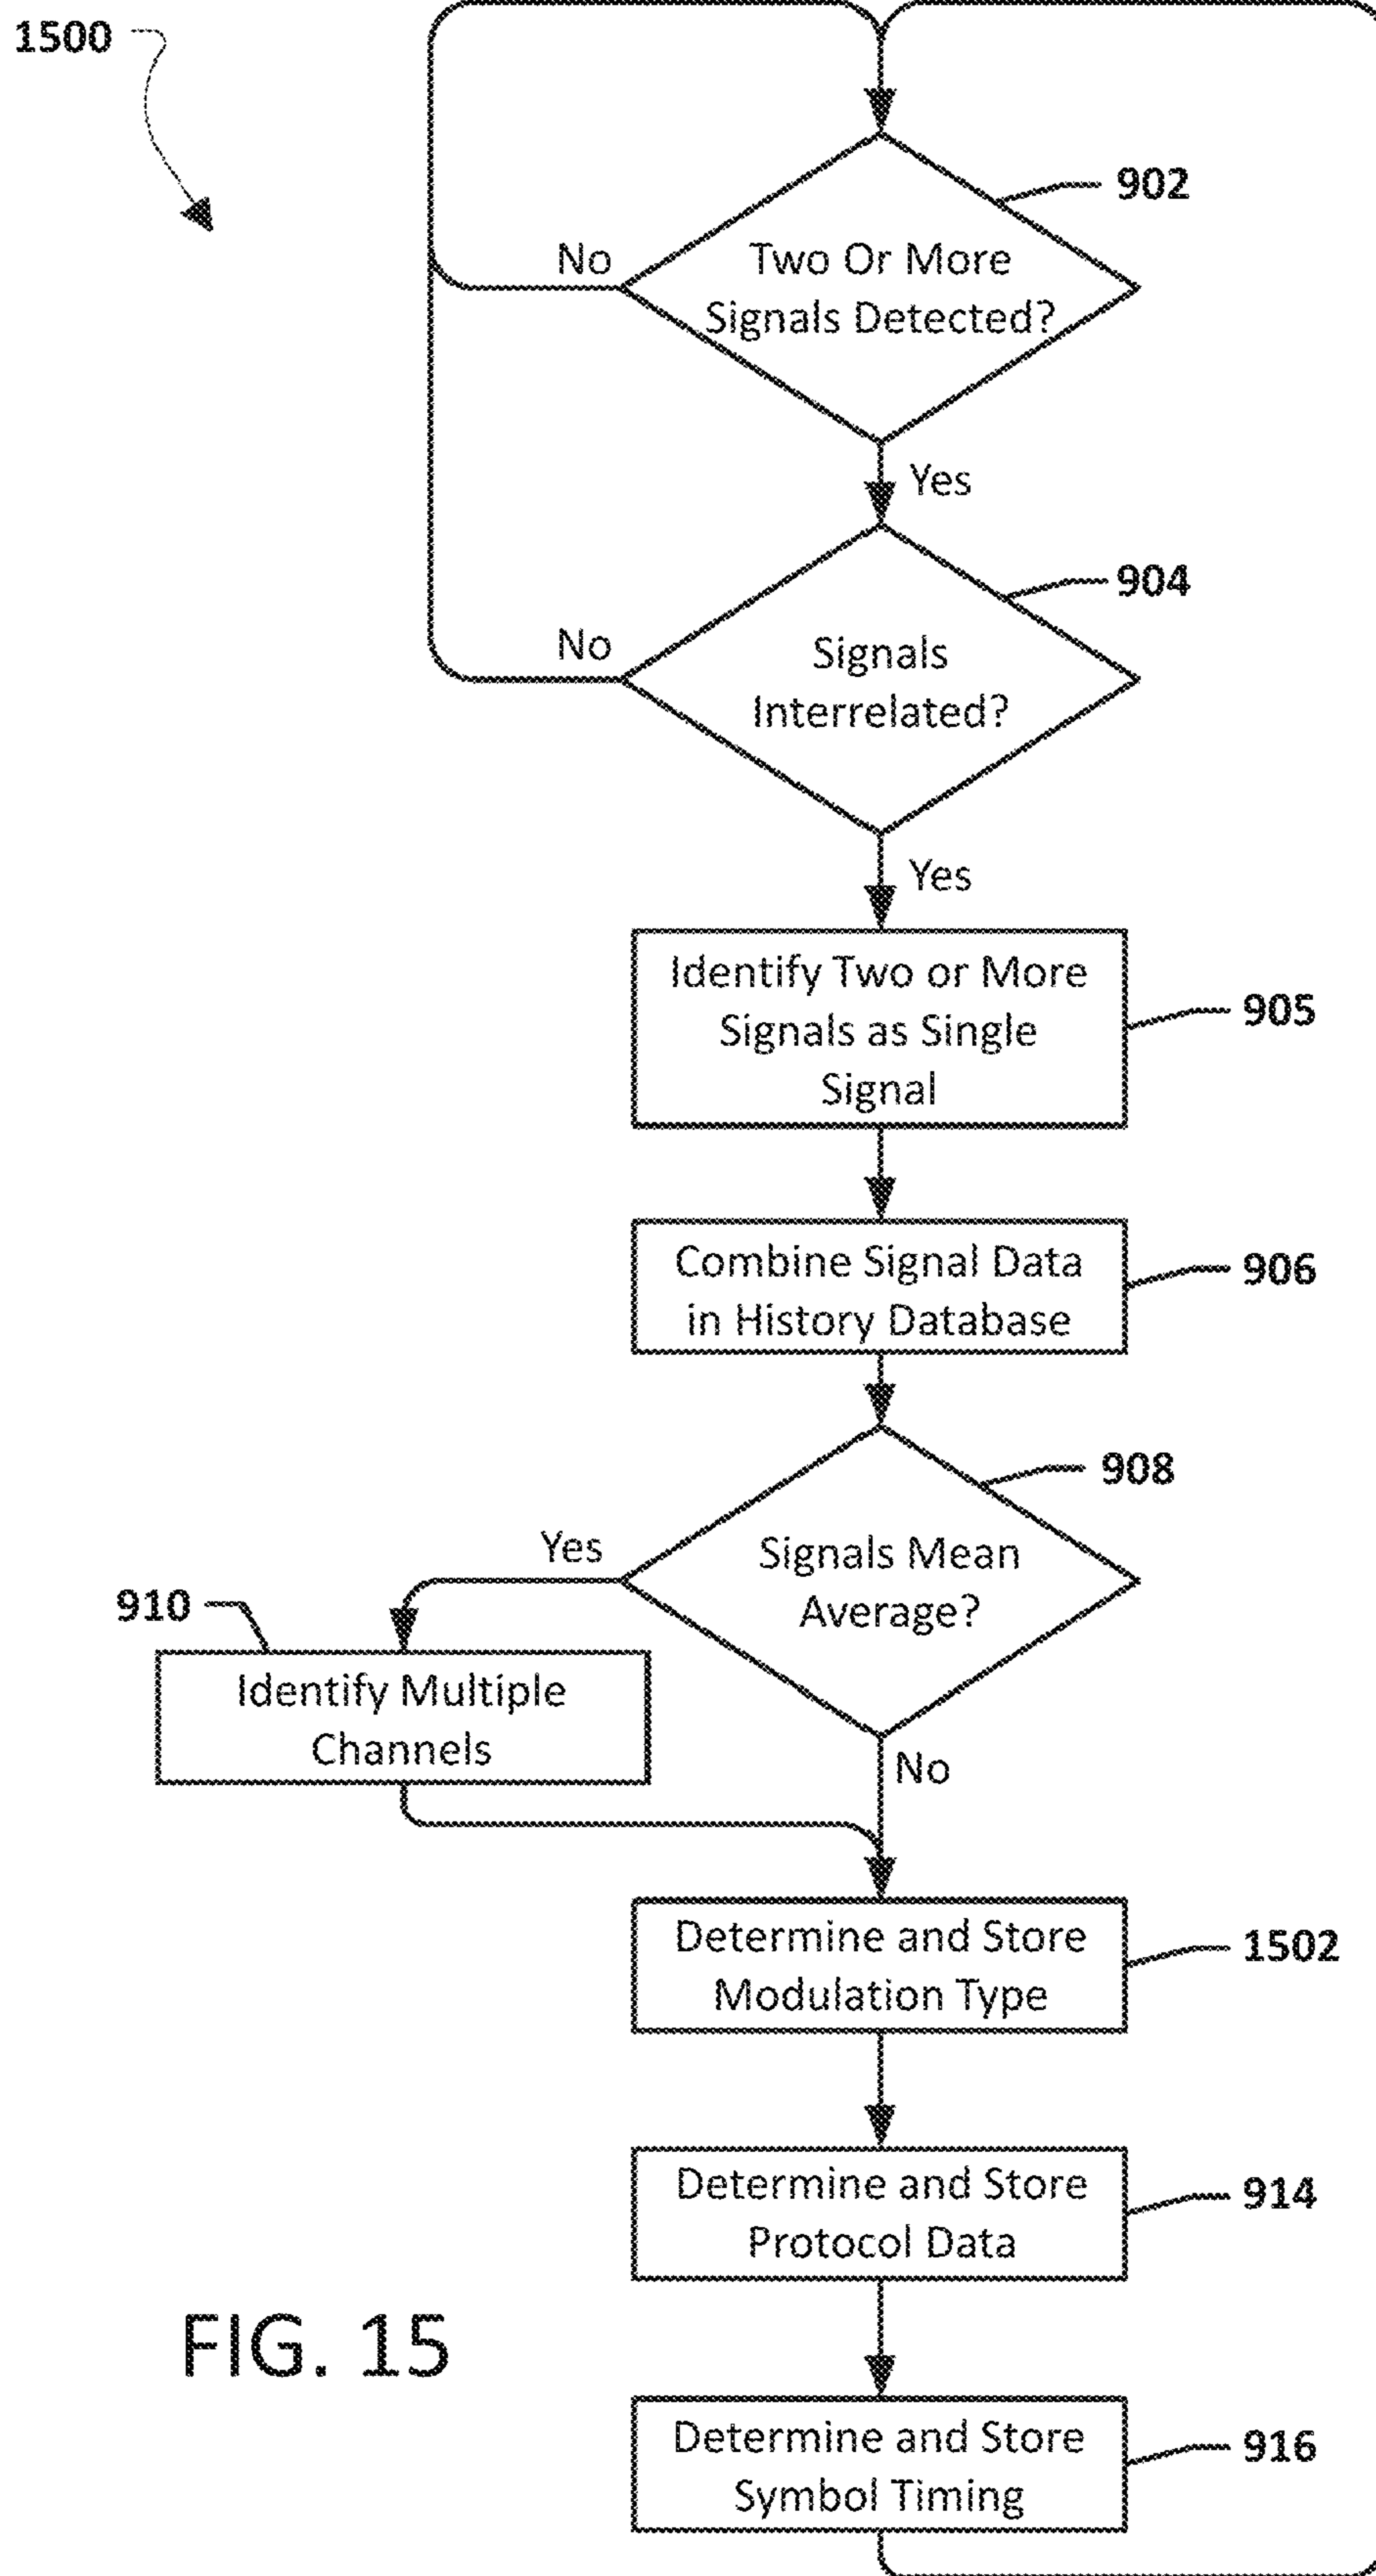 1500
902
No
Two Or More
Signals Detected?
Yes
904
No
Signals
Interrelated?
Yes
Identify Two or More
Signals as Single
Signal
905
Combine Signal Data
in History Database
906
908
Yes
Signals Mean
Average?
910
Identify Multiple
Channels
No
Determine and Store
Modulation Type
1502
Determine and Store
Protocol Data
914
FIG. 15
Determine and Store
Symbol Timing
916